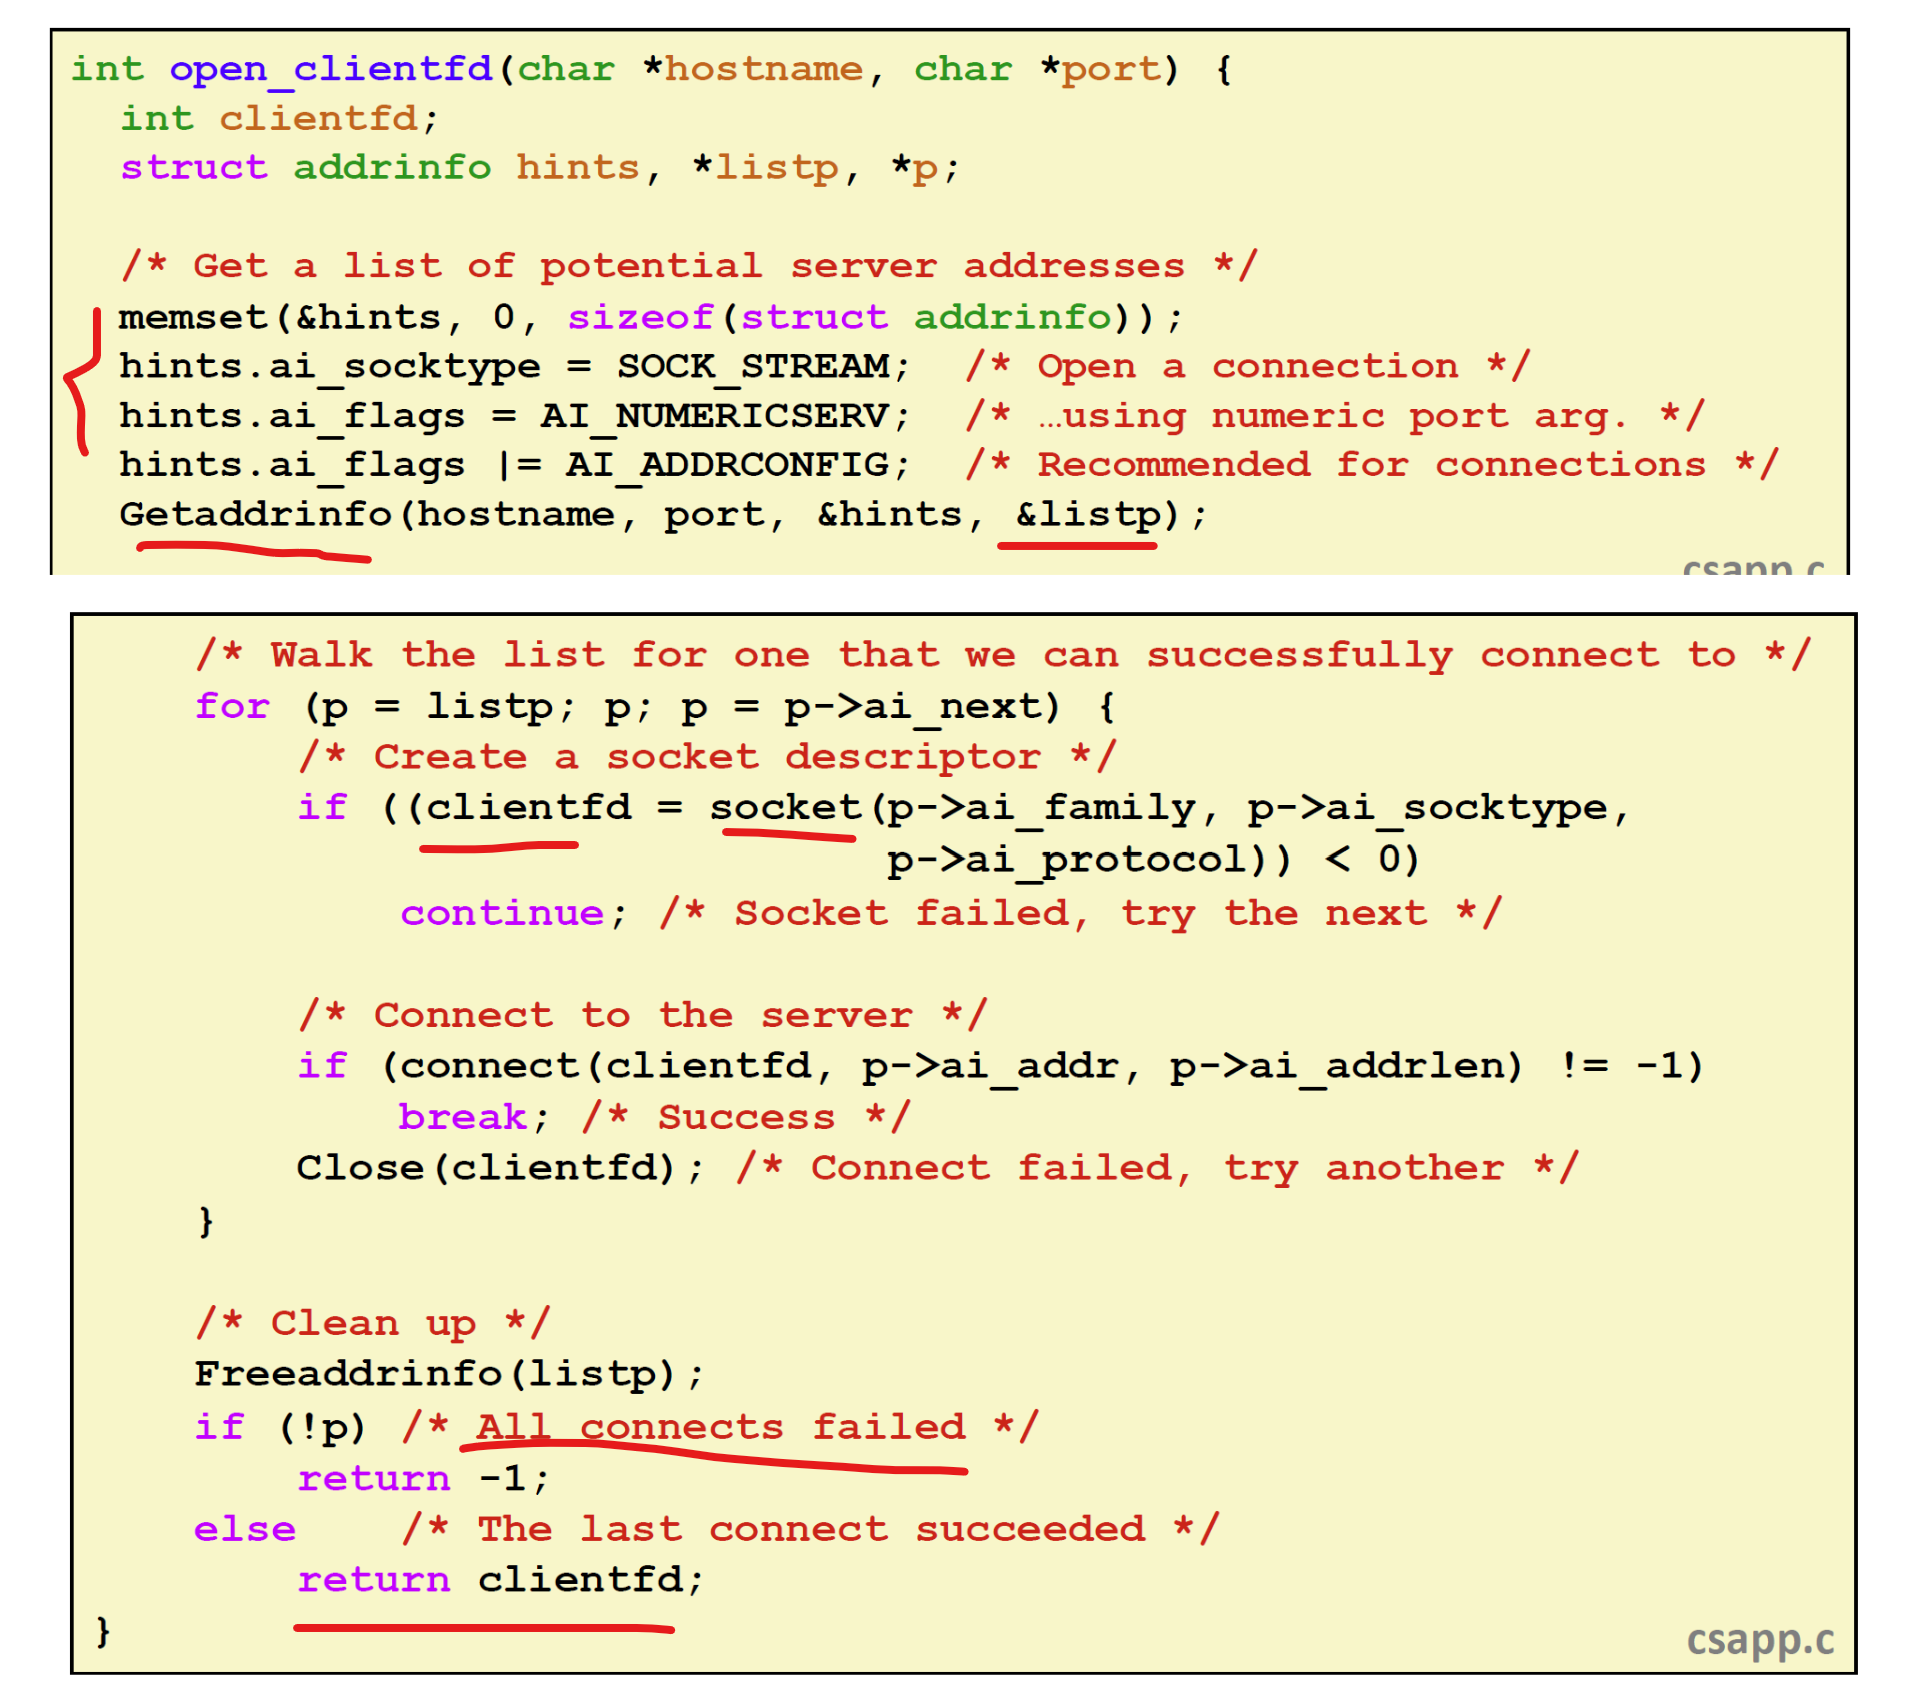 int open_clientfd(char *hostname, char *port) {
  int clientfd;
  struct addrinfo hints, *listp, *p;

  /* Get a list of potential server addresses */
  memset(&hints, 0, sizeof(struct addrinfo));
  hints.ai_socktype = SOCK_STREAM;  /* Open a connection */
  hints.ai_flags = AI_NUMERICSERV;  /* …using numeric port arg. */
  hints.ai_flags |= AI_ADDRCONFIG;  /* Recommended for connections */
  Getaddrinfo(hostname, port, &hints, &listp);
csapp.c
    /* Walk the list for one that we can successfully connect to */
    for (p = listp; p; p = p->ai_next) {
        /* Create a socket descriptor */
        if ((clientfd = socket(p->ai_family, p->ai_socktype,
                               p->ai_protocol)) < 0)
            continue; /* Socket failed, try the next */

        /* Connect to the server */
        if (connect(clientfd, p->ai_addr, p->ai_addrlen) != -1)
            break; /* Success */
        Close(clientfd); /* Connect failed, try another */
    }

    /* Clean up */
    Freeaddrinfo(listp);
    if (!p) /* All connects failed */
        return -1;
    else    /* The last connect succeeded */
        return clientfd;
}
csapp.c